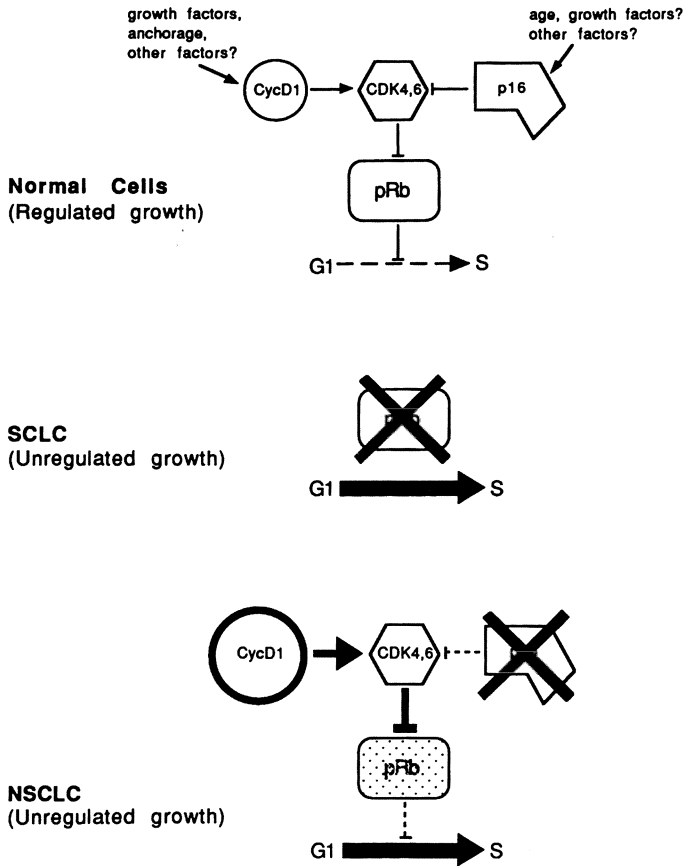 growth factors,
anchorage,
other factors?
age, growth factors?
other factors?
CycD1
CDK4,6
p16
pRb
Normal Cells
(Regulated growth)
G1
S
SCLC
(Unregulated growth)
G1
S
CycD1
CDK4,6
pRb
NSCLC
(Unregulated growth)
G1
S